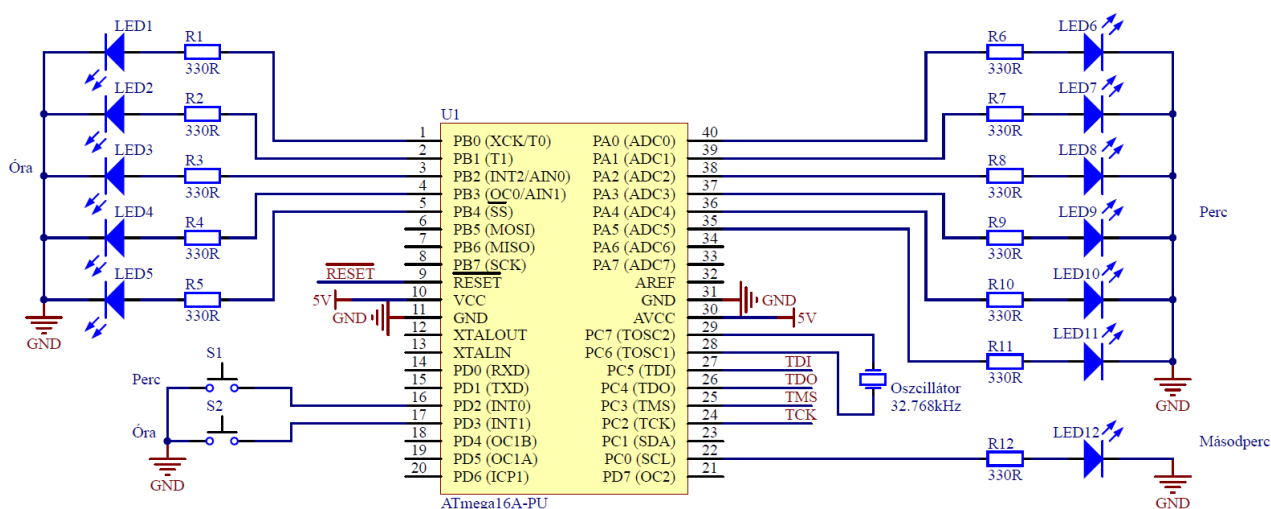 LED1
R1
330R
LED2
R2
330R
LED3
R3
330R
Óra
LED4
R4
330R
LED5
R5
330R
GND
S1
Perc
S2
Óra
GND
RESET
5V
GND
U1
1 PB0 (XCK/T0)
2 PB1 (T1)
3 PB2 (INT2/AIN0)
4 PB3 (OC0/AIN1)
5 PB4 (SS)
6 PB5 (MOSI)
7 PB6 (MISO)
8 PB7 (SCK)
9 RESET
10 VCC
11 GND
12 XTALOUT
13 XTALIN
14 PD0 (RXD)
15 PD1 (TXD)
16 PD2 (INT0)
17 PD3 (INT1)
18 PD4 (OC1B)
19 PD5 (OC1A)
20 PD6 (ICP1)
PA0 (ADC0) 40
PA1 (ADC1) 39
PA2 (ADC2) 38
PA3 (ADC3) 37
PA4 (ADC4) 36
PA5 (ADC5) 35
PA6 (ADC6) 34
PA7 (ADC7) 33
AREF 32
GND 31
AVCC 30
PC7 (TOSC2) 29
PC6 (TOSC1) 28
PC5 (TDI) 27
PC4 (TDO) 26
PC3 (TMS) 25
PC2 (TCK) 24
PC1 (SDA) 23
PC0 (SCL) 22
PD7 (OC2) 21
ATmega16A-PU
GND
5V
TDI
TDO
TMS
TCK
Oszcillátor
32.768kHz
LED6
R6
330R
LED7
R7
330R
LED8
R8
330R
LED9
R9
330R
Perc
LED10
R10
330R
LED11
R11
330R
GND
LED12
R12
330R
Másodperc
GND